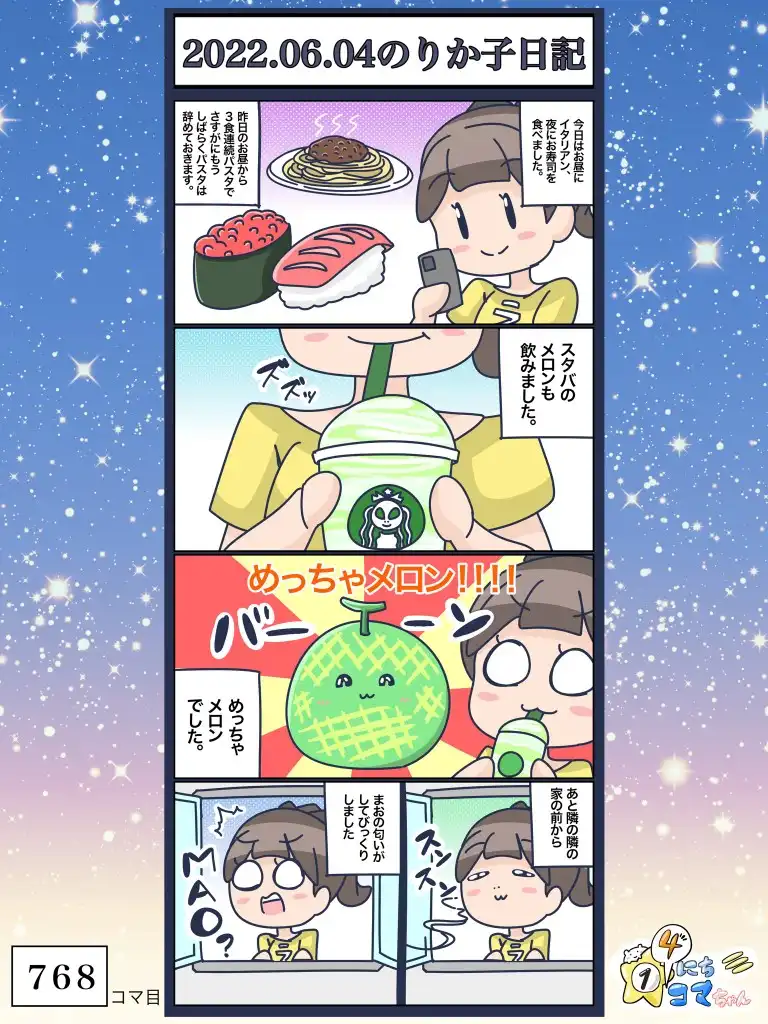 2022.06.04のりか子日記
今日はお昼に
イタリアン、
夜にお寿司を
食べました。
昨日のお昼から
3食連続パスタで
さすがにもう
しばらくパスタは
辞めておきます。
ラ
スタバの
メロンも
飲みました。
ズズッ
めっちゃメロン!!!!
バーーン
めっちゃ
メロン
でした。
あと隣の隣の
家の前から
スンスン
ラ
まおの匂いが
してびっくり
しました
MAO?
ラ
768
コマ目
1
にち
4
コマ
ちゃん